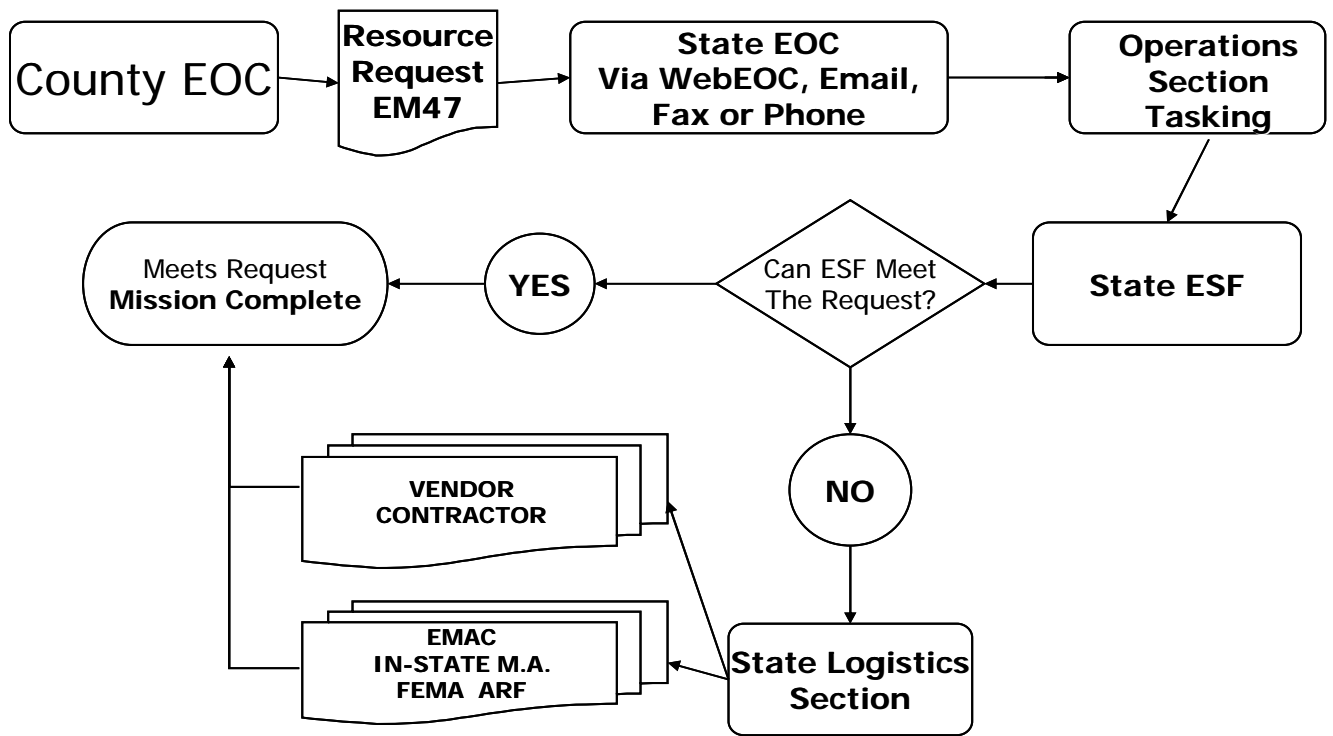 County EOC
Resource
Request
EM47
State EOC
Via WebEOC, Email,
Fax or Phone
Operations
Section
Tasking
Meets Request
Mission Complete
YES
Can ESF Meet
The Request?
State ESF
VENDOR
CONTRACTOR
NO
EMAC
IN-STATE M.A.
FEMA ARF
State Logistics
Section